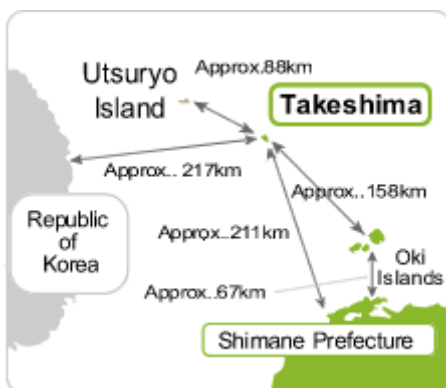 Utsuryo
Island
Approx.88km
Takeshima
Approx.. 217km
Approx..158km
Republic
of
Korea
Approx..211km
Oki
Islands
Approx..67km
Shimane Prefecture